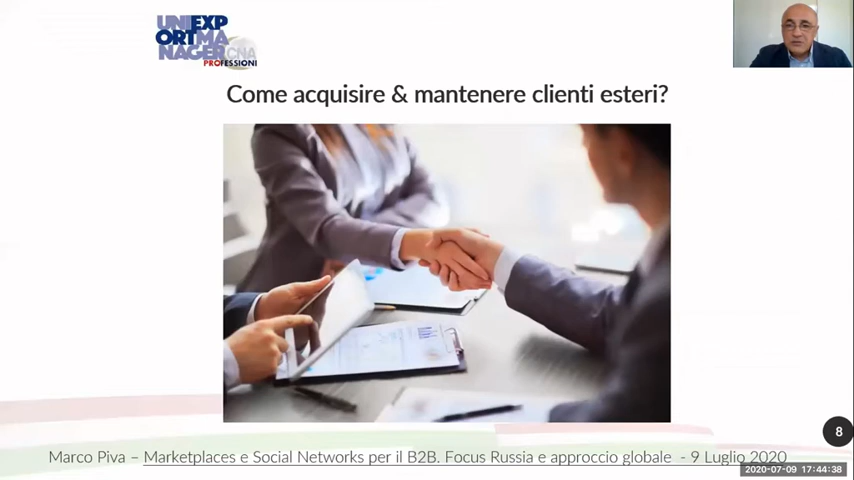 UNIEXP
ORTMA
NAGERCNA
PROFESSIONI
Come acquisire & mantenere clienti esteri?
8
Marco Piva – Marketplaces e Social Networks per il B2B. Focus Russia e approccio globale - 9 Luglio 2020
2020-07-09 17:44:38